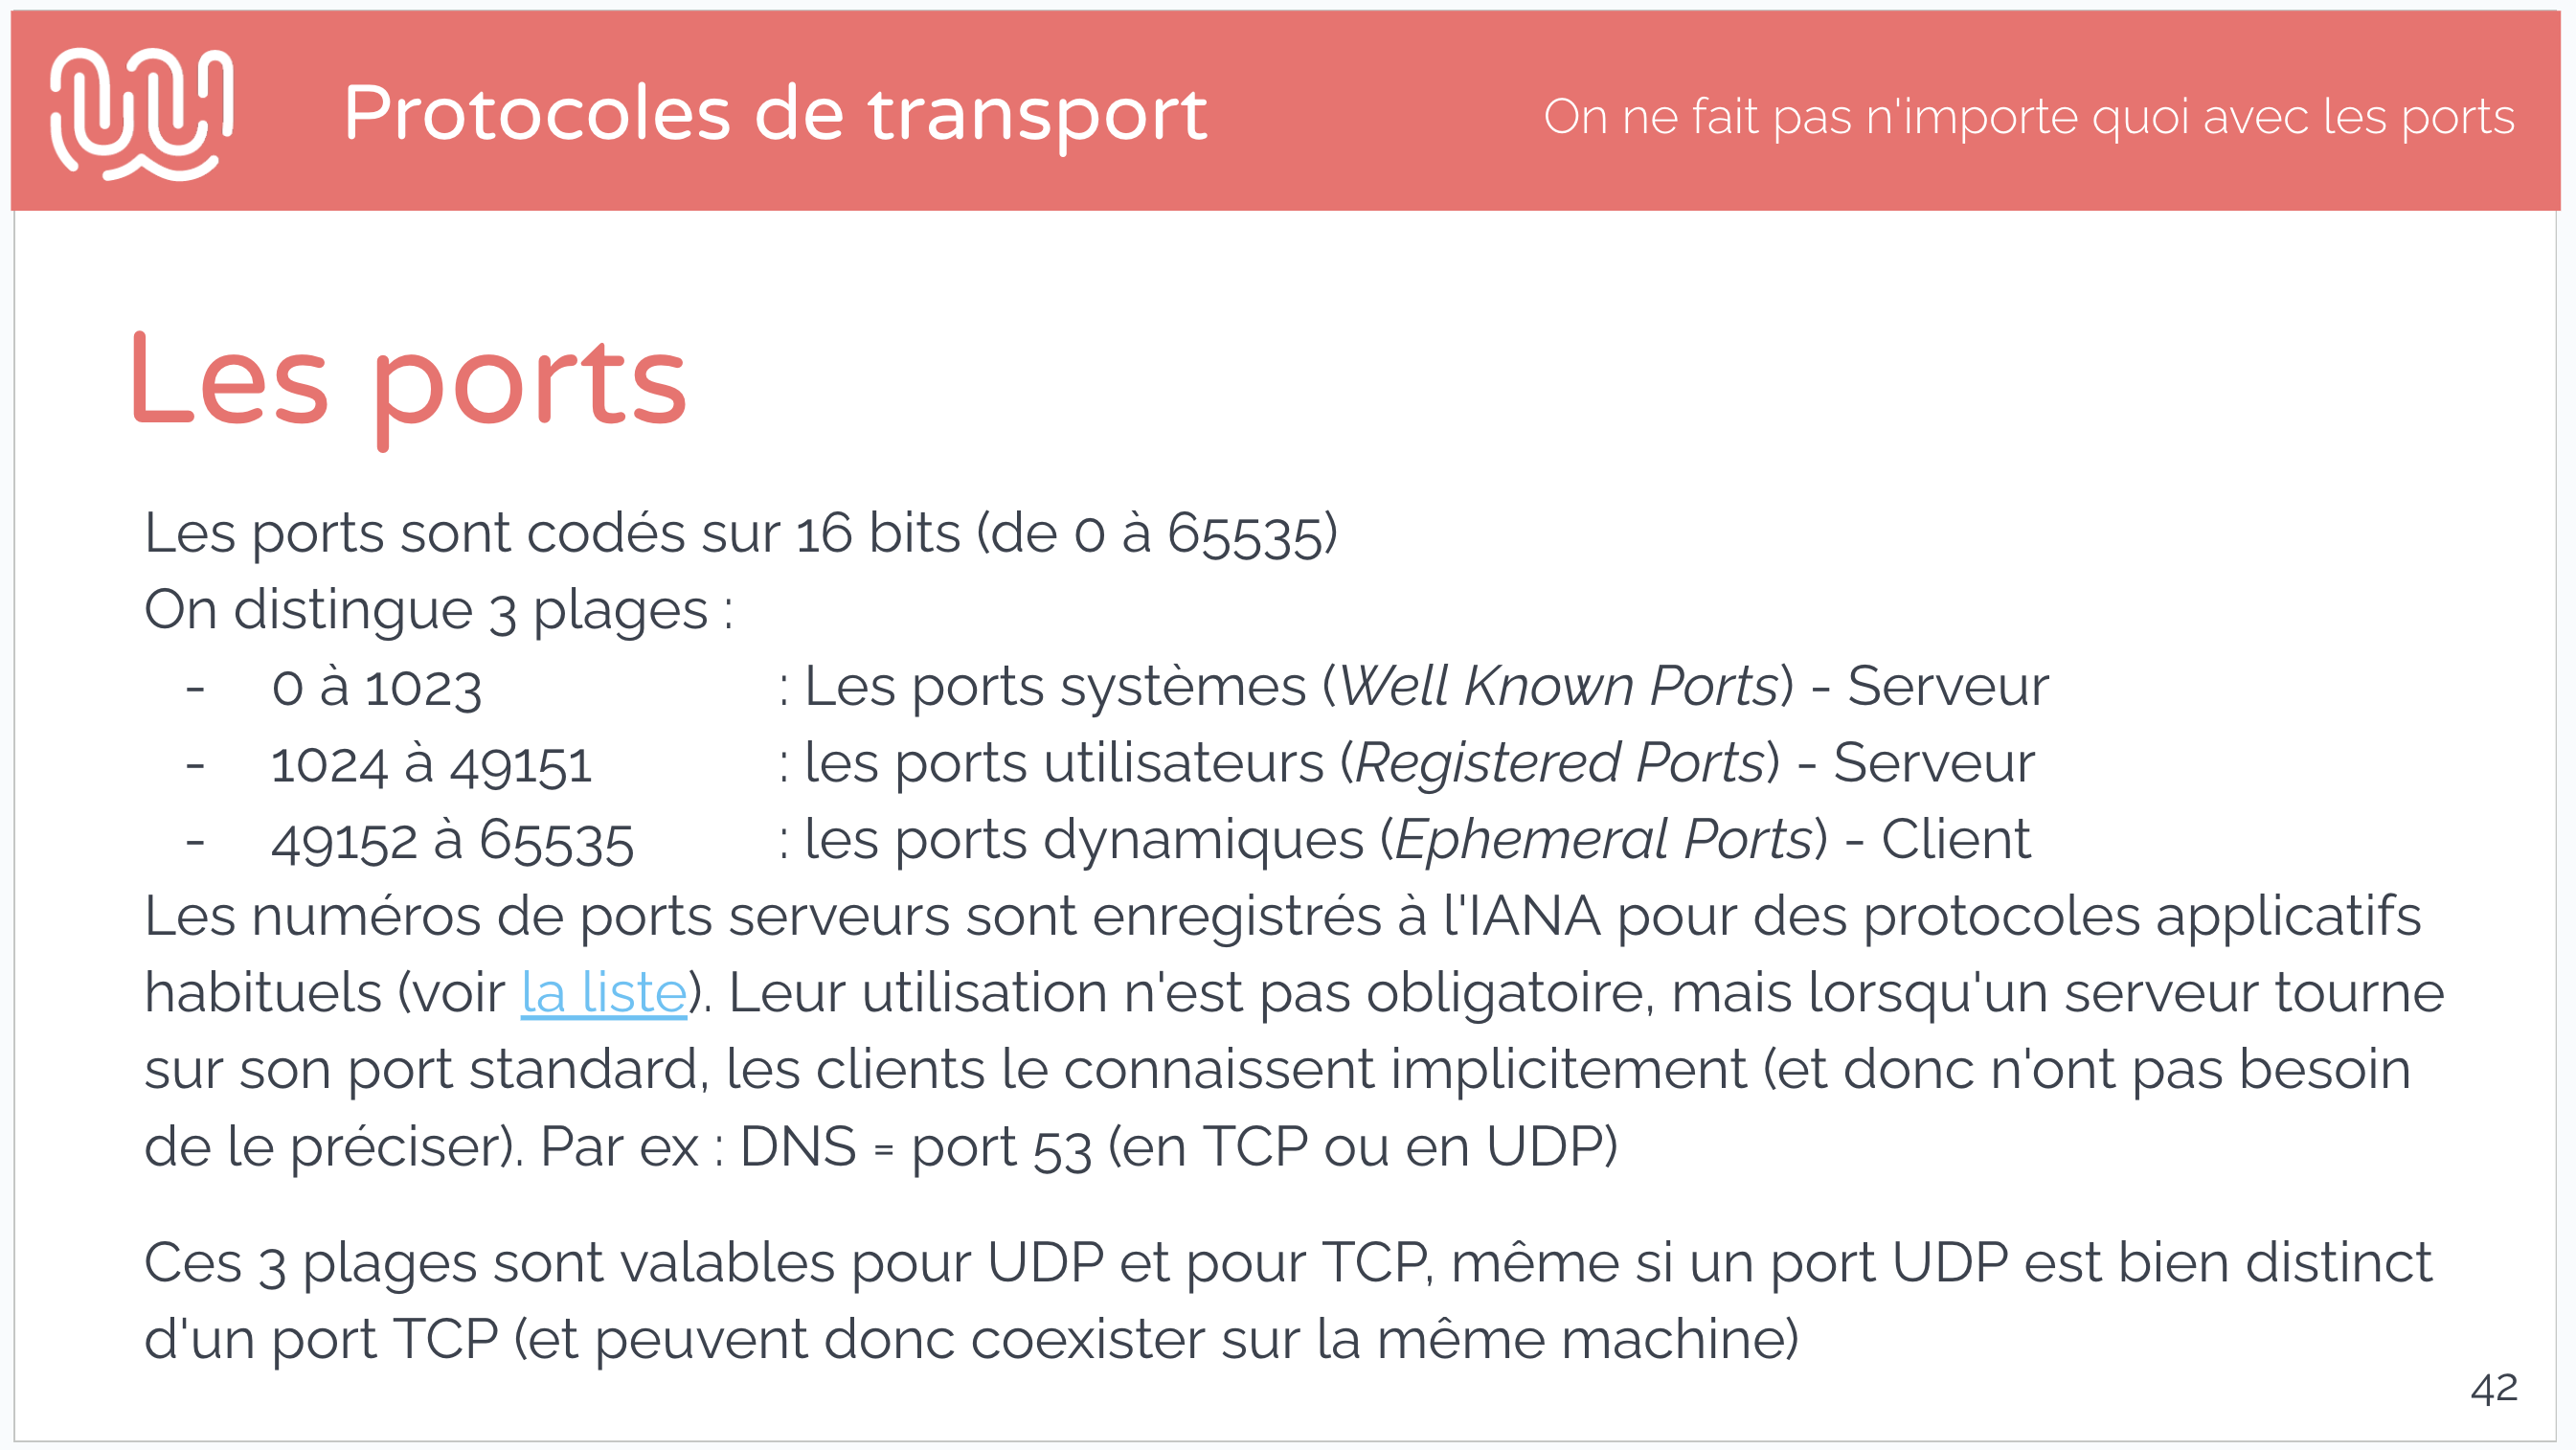 Protocoles de transport
On ne fait pas n'importe quoi avec les ports
Les ports
Les ports sont codés sur 16 bits (de 0 à 65535)
On distingue 3 plages :
- 0 à 1023 : Les ports systèmes (Well Known Ports) - Serveur
- 1024 à 49151 : les ports utilisateurs (Registered Ports) - Serveur
- 49152 à 65535 : les ports dynamiques (Ephemeral Ports) - Client
Les numéros de ports serveurs sont enregistrés à l'IANA pour des protocoles applicatifs
habituels (voir la liste). Leur utilisation n'est pas obligatoire, mais lorsqu'un serveur tourne
sur son port standard, les clients le connaissent implicitement (et donc n'ont pas besoin
de le préciser). Par ex : DNS = port 53 (en TCP ou en UDP)
Ces 3 plages sont valables pour UDP et pour TCP, même si un port UDP est bien distinct
d'un port TCP (et peuvent donc coexister sur la même machine)
42